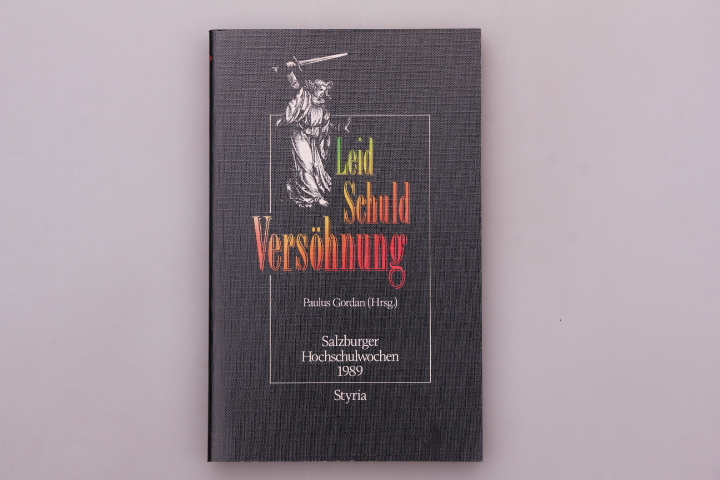 Leid
Schuld
Versöhnung
Paulus Gordan (Hrsg.)
Salzburger
Hochschulwochen
1989
Styria